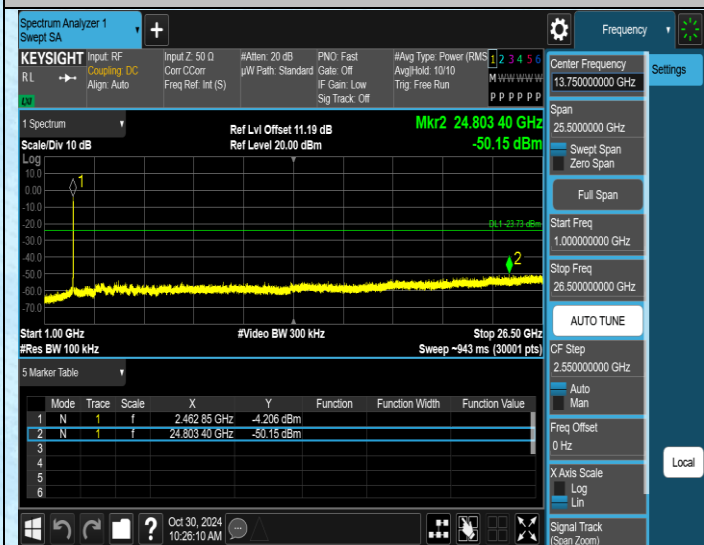 Spectrum Analyzer 1
Swept SA
Frequency
KEYSIGHT
RL
LXI
Input: RF
Coupling: DC
Align: Auto
Input Z: 50 Ω
Corr CCorr
Freq Ref: Int (S)
#Atten: 20 dB
µW Path: Standard
PNO: Fast
Gate: Off
IF Gain: Low
Sig Track: Off
#Avg Type: Power (RMS
Avg|Hold: 10/10
Trig: Free Run
1 2 3 4 5 6
M W W W W W
P P P P P P
1 Spectrum
Scale/Div 10 dB
Ref Lvl Offset 11.19 dB
Ref Level 20.00 dBm
Mkr2 24.803 40 GHz
-50.15 dBm
Log
10.0
0.00
-10.0
-20.0
-30.0
-40.0
-50.0
-60.0
-70.0
1
DL1 -23.73 dBm
2
Start 1.00 GHz
#Res BW 100 kHz
#Video BW 300 kHz
Stop 26.50 GHz
Sweep ~943 ms (30001 pts)
5 Marker Table
Mode Trace Scale X Y Function Function Width Function Value
1 N 1 f 2.462 85 GHz -4.206 dBm
2 N 1 f 24.803 40 GHz -50.15 dBm
3
4
5
6
Oct 30, 2024
10:26:10 AM
Center Frequency
13.75000000 GHz
Span
25.5000000 GHz
Swept Span
Zero Span
Full Span
Start Freq
1.000000000 GHz
Stop Freq
26.500000000 GHz
AUTO TUNE
CF Step
2.550000000 GHz
Auto
Man
Freq Offset
0 Hz
X Axis Scale
Log
Lin
Signal Track
(Span Zoom)
Settings
Local